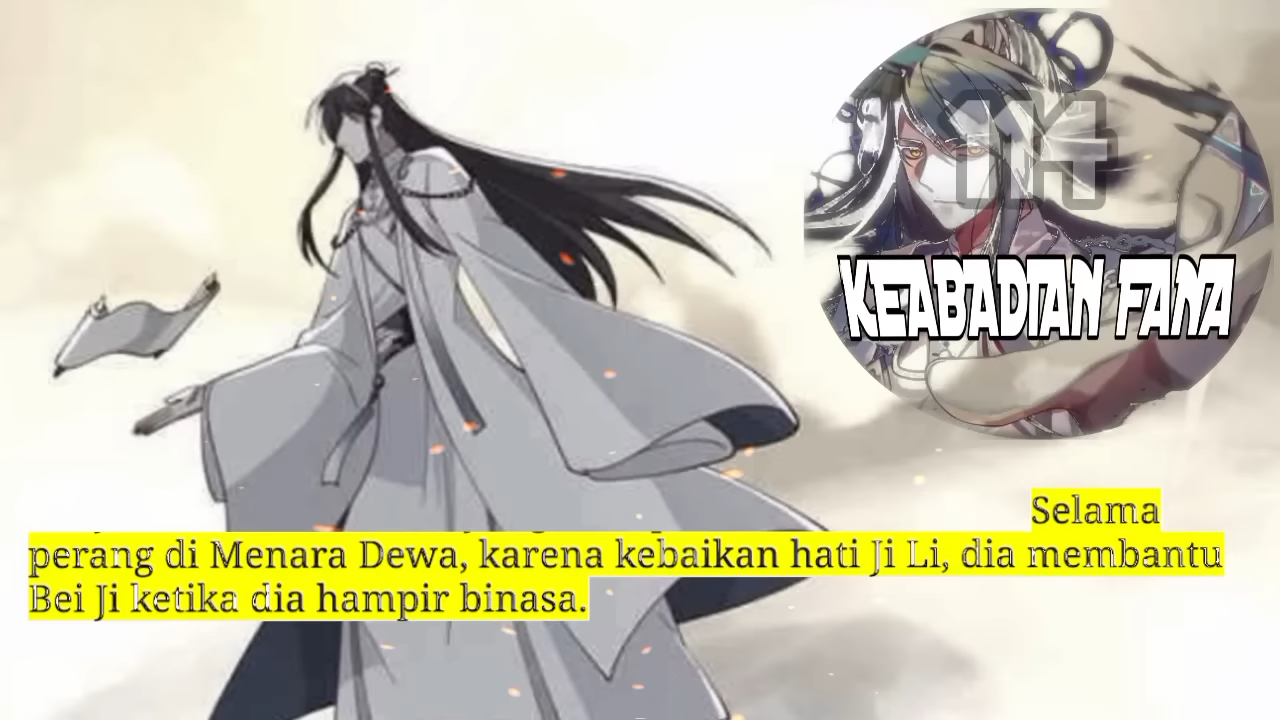 KEABADIAN FANA
Selama
perang di Menara Dewa, karena kebaikan hati Ji Li, dia membantu
Bei Ji ketika dia hampir binasa.